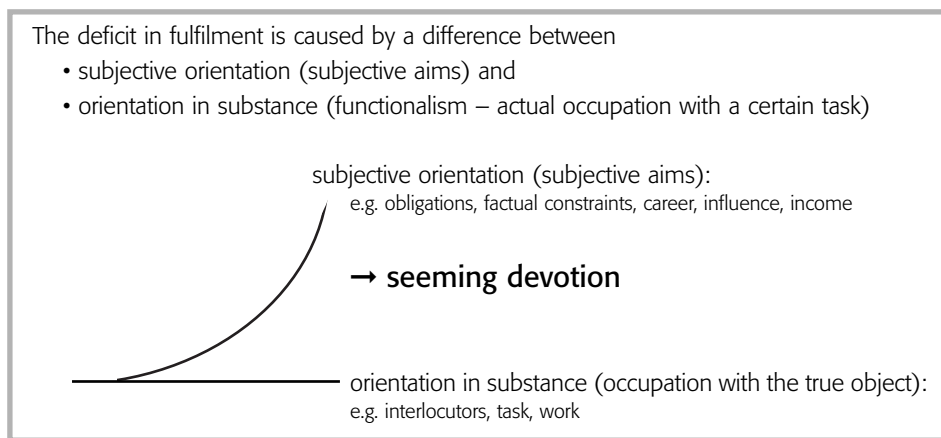 The deficit in fulfilment is caused by a difference between
• subjective orientation (subjective aims) and
• orientation in substance (functionalism – actual occupation with a certain task)
subjective orientation (subjective aims):
e.g. obligations, factual constraints, career, influence, income
→ seeming devotion
orientation in substance (occupation with the true object):
e.g. interlocutors, task, work